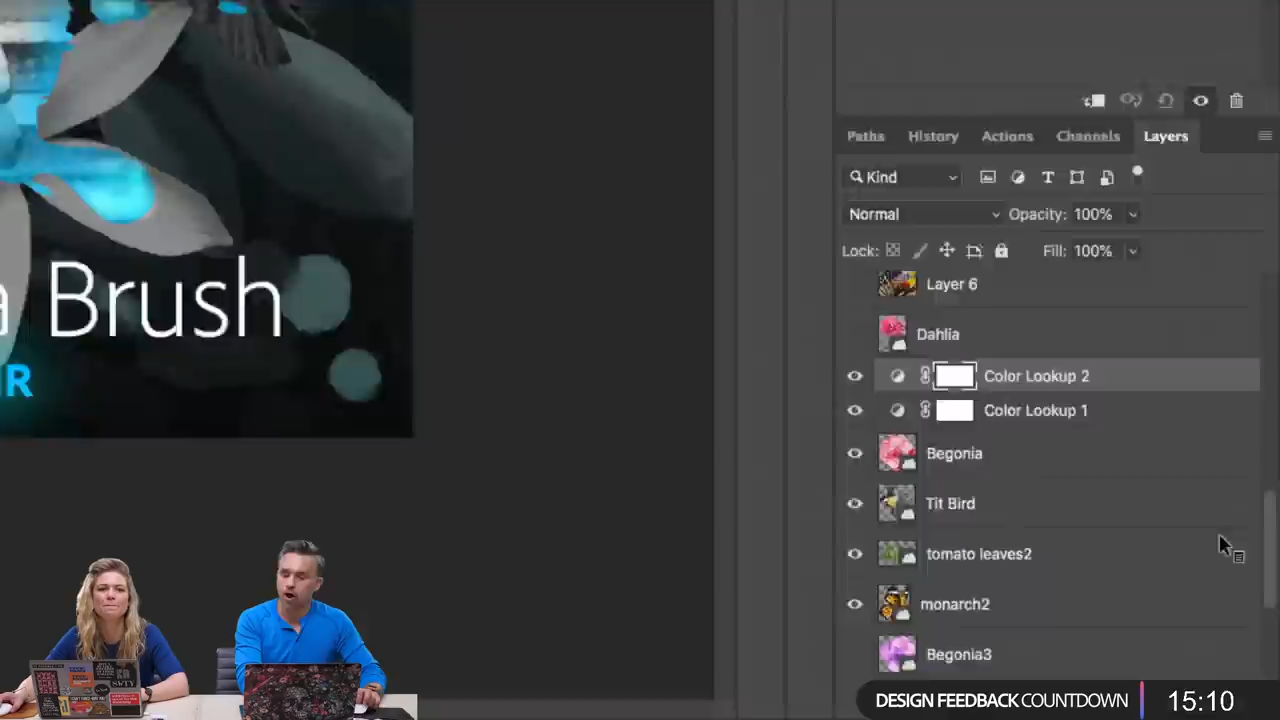 Paths History Actions Channels Layers
Kind
Normal Opacity: 100%
Lock: Fill: 100%
Layer 6
Dahlia
Color Lookup 2
Color Lookup 1
Begonia
Tit Bird
tomato leaves2
monarch2
Begonia3
a Brush
IR
DESIGN FEEDBACK COUNTDOWN 15:10